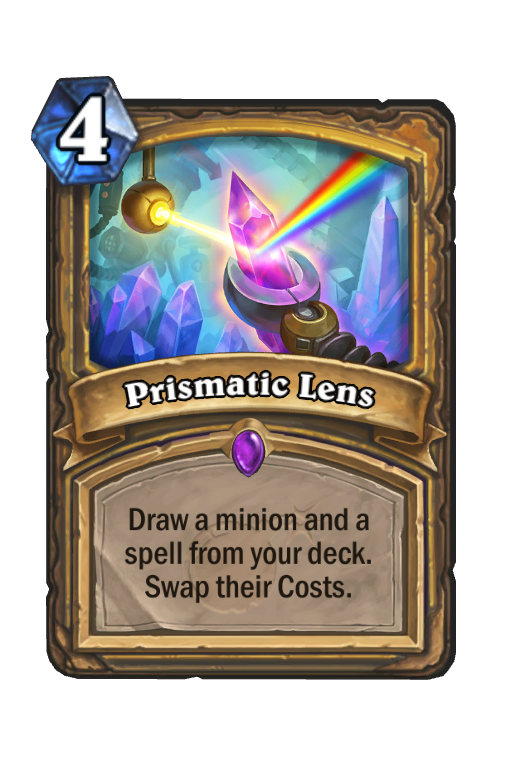 4
Prismatic Lens
Draw a minion and a
spell from your deck.
Swap their Costs.